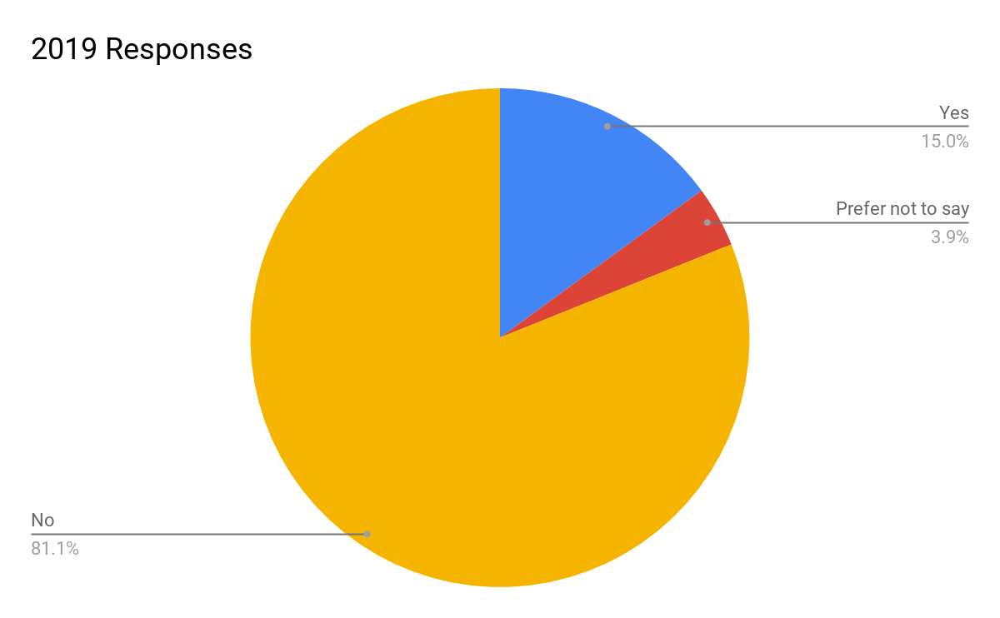 2019 Responses
Yes
15.0%
Prefer not to say
3.9%
No
81.1%